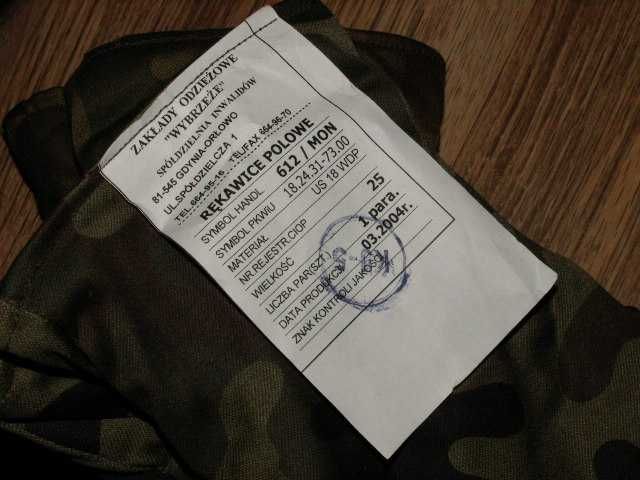 ZAKŁADY ODZIEŻOWE
"WYBRZEŻE"
SPÓŁDZIELNIA INWALIDÓW
81-545 GDYNIA-ORŁOWO
UL.SPÓŁDZIELCZA 1
TEL.664-95-16 TEL/FAX 664-96-70
RĘKAWICE POLOWE
SYMBOL HANDL 612 / MON
SYMBOL PKWIU 18.24.31-73.00
MATERIAŁ US 18 WDP
NR.REJESTR.CIOP
WIELKOŚĆ 25
LICZBA PAR(SZT.) 1 para.
DATA PRODUKCJI 03.2004r.
ZNAK KONTROLI JAKOŚCI